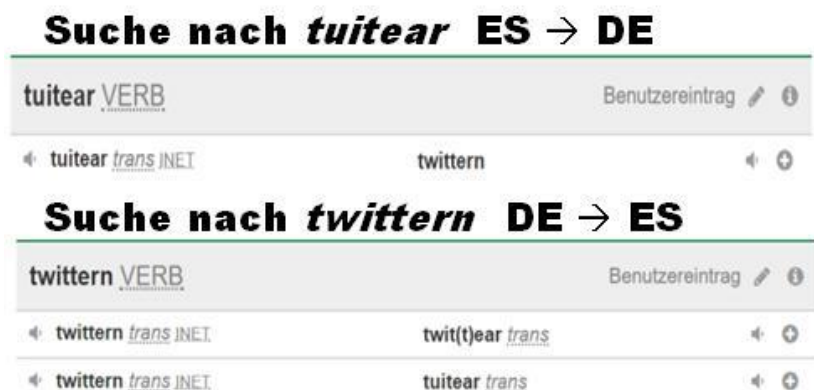 Suche nach tuitear ES → DE
tuitear VERB Benutzereintrag
tuitear trans INET twittern
Suche nach twittern DE → ES
twittern VERB Benutzereintrag
twittern trans INET twit(t)ear trans
twittern trans INET tuitear trans